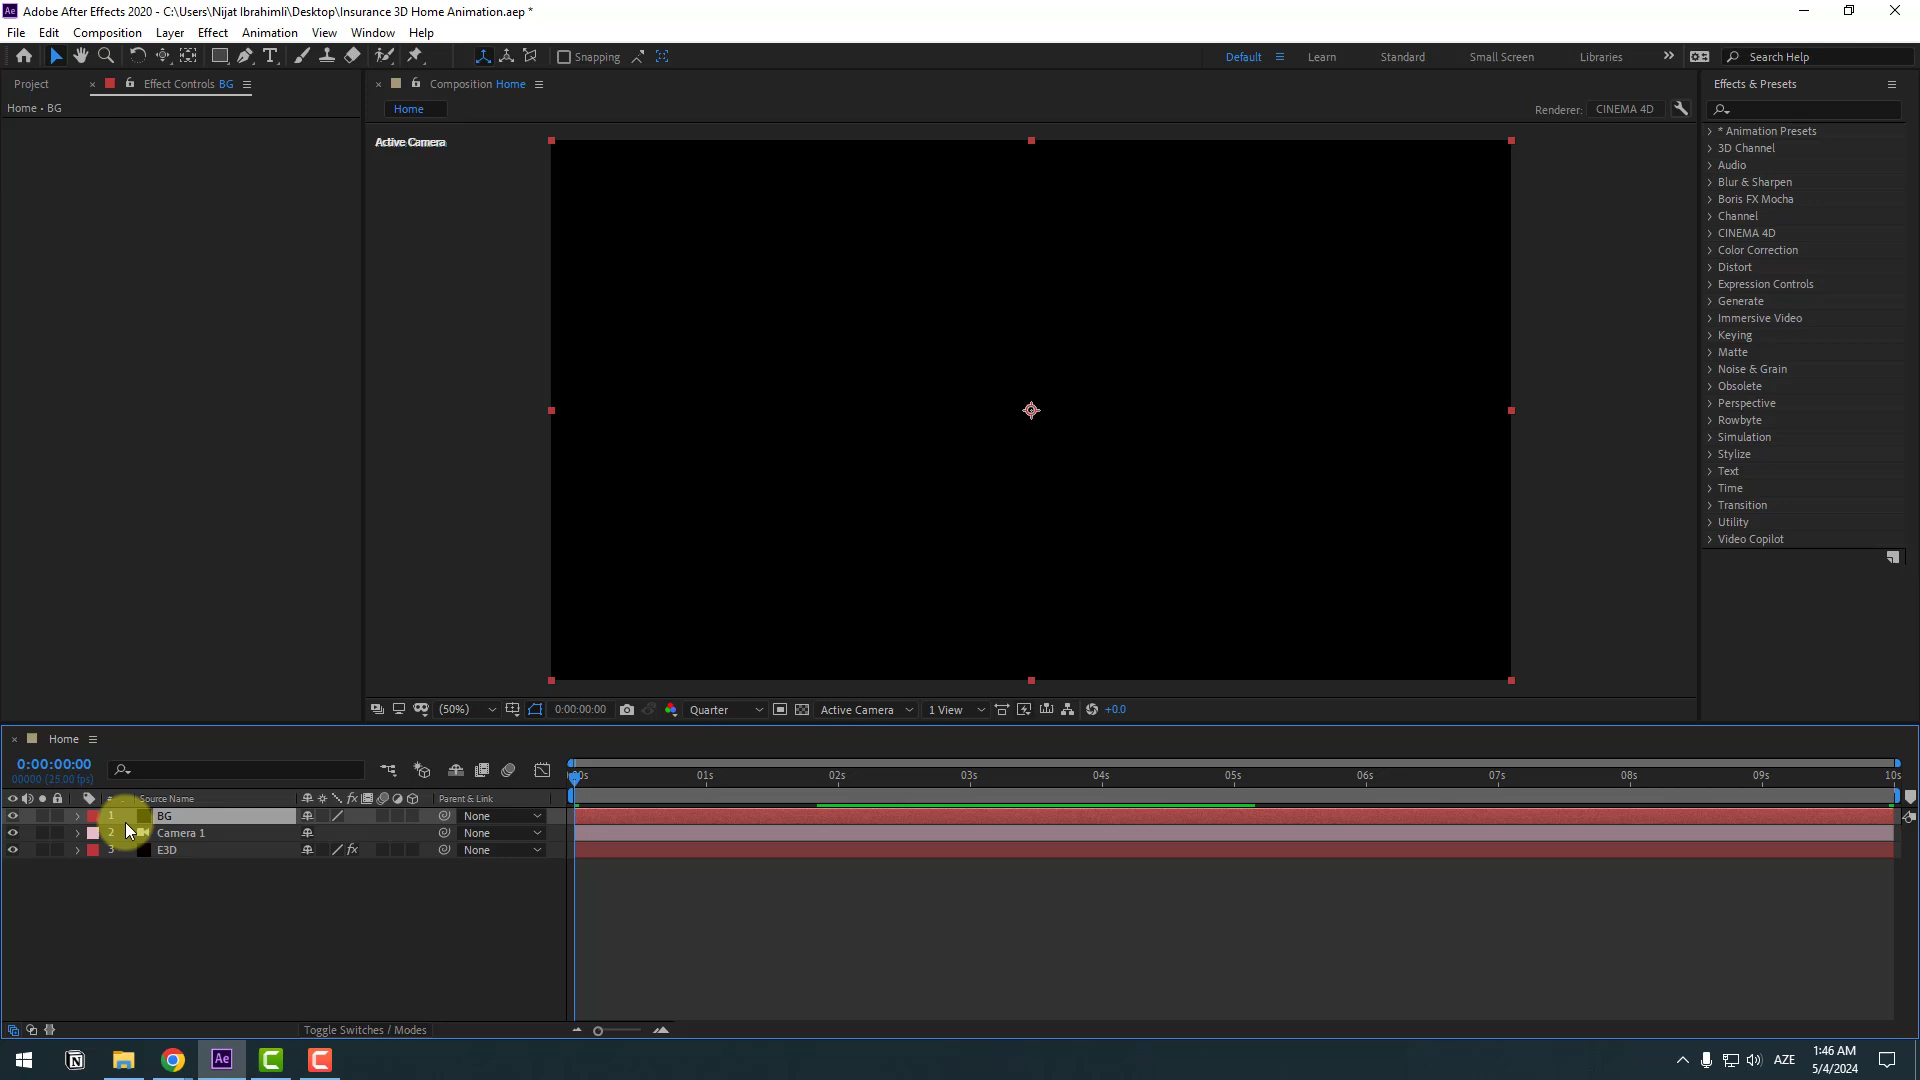 Adobe After Effects 2020 - C:\Users\Nijat Ibrahimli\Desktop\Insurance 3D Home Animation.aep *
File Edit Composition Layer Effect Animation View Window Help
Snapping
Default Learn Standard Small Screen Libraries
Search Help
Project
Effect Controls BG
Composition Home
Effects & Presets
Home • BG
Home
Renderer: CINEMA 4D
Active Camera
* Animation Presets
3D Channel
Audio
Blur & Sharpen
Boris FX Mocha
Channel
CINEMA 4D
Color Correction
Distort
Expression Controls
Generate
Immersive Video
Keying
Matte
Noise & Grain
Obsolete
Perspective
Rowbyte
Simulation
Stylize
Text
Time
Transition
Utility
Video Copilot
(50%) 0:00:00:00 Quarter Active Camera 1 View +0.0
Home
0:00:00:00
00000 (25.00 fps)
00s 01s 02s 03s 04s 05s 06s 07s 08s 09s 10s
# Source Name fx Parent & Link
1 BG None
2 Camera 1 None
3 E3D fx None
Toggle Switches / Modes
Ae
AZE
1:46 AM
5/4/2024